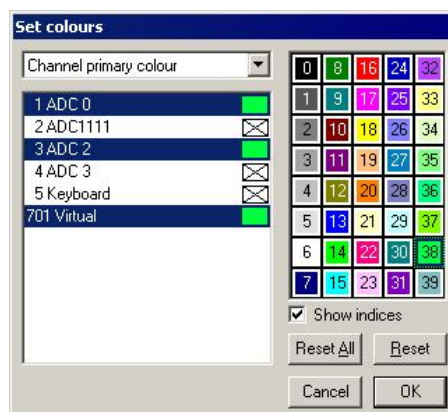 Set colours
Channel primary colour
1 ADC 0
2 ADC1111
3 ADC 2
4 ADC 3
5 Keyboard
701 Virtual
0 8 16 24 32
1 9 17 25 33
2 10 18 26 34
3 11 19 27 35
4 12 20 28 36
5 13 21 29 37
6 14 22 30 38
7 15 23 31 39
Show indices
Reset All Reset
Cancel OK